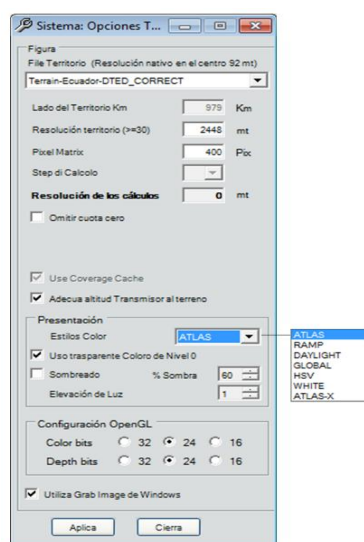 Sistema: Opciones T...
Figura
File Territorio (Resolución nativo en el centro 92 mt)
Terrain-Ecuador-DTED_CORRECT
Lado del Territorio Km 979 Km
Resolución territorio (>=30) 2448 mt
Pixel Matrix 400 Pix
Step di Calcolo
Resolución de los cálculos 0 mt
Omitir cuota cero
Use Coverage Cache
Adecua altitud Transmisor al terreno
Presentación
Estilos Color ATLAS
ATLAS
RAMP
DAYLIGHT
GLOBAL
HSV
WHITE
ATLAS-X
Uso trasparente Coloro de Nivel 0
Sombreado % Sombra 60
Elevación de Luz 1
Configuración OpenGL
Color bits 32 24 16
Depth bits 32 24 16
Utiliza Grab Image de Windows
Aplica Cierra